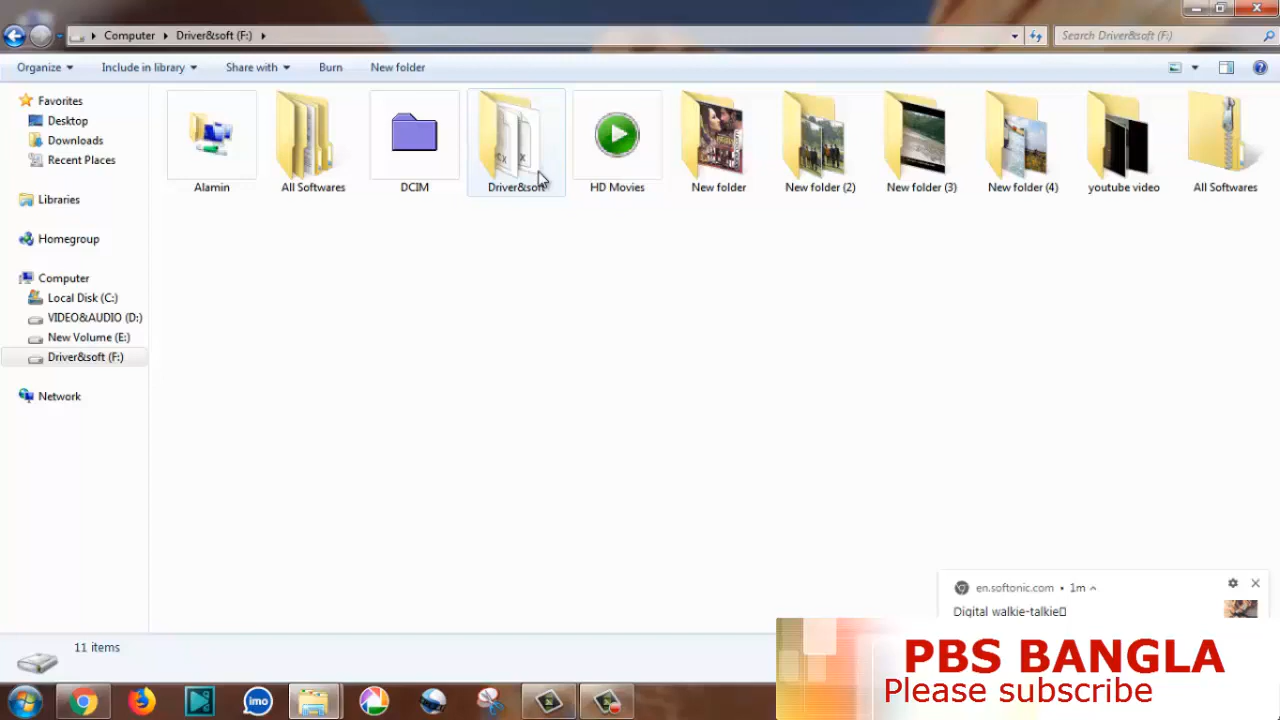 Computer Driver&soft (F:)
Search Driver&soft (F:)
Organize Include in library Share with Burn New folder
Favorites
Desktop
Downloads
Recent Places
Libraries
Homegroup
Computer
Local Disk (C:)
VIDEO&AUDIO (D:)
New Volume (E:)
Driver&soft (F:)
Network
Alamin All Softwares DCIM Driver&soft HD Movies New folder New folder (2) New folder (3) New folder (4) youtube video All Softwares
en.softonic.com • 1m
Digital walkie-talkie
11 items
PBS BANGLA
Please subscribe
imo